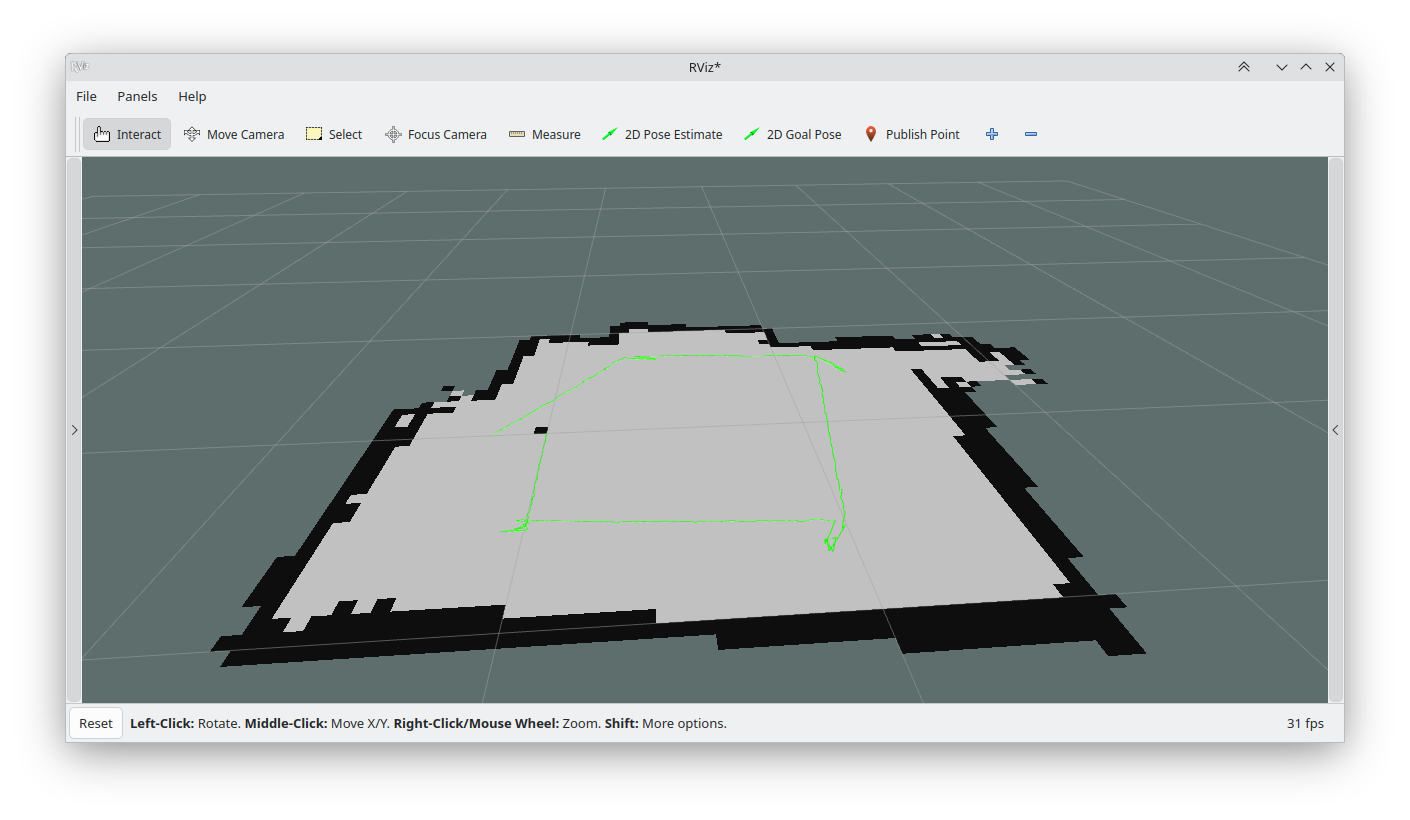 RViz
RViz*
File Panels Help
Interact Move Camera Select Focus Camera Measure 2D Pose Estimate 2D Goal Pose Publish Point
Reset Left-Click: Rotate. Middle-Click: Move X/Y. Right-Click/Mouse Wheel: Zoom. Shift: More options. 31 fps